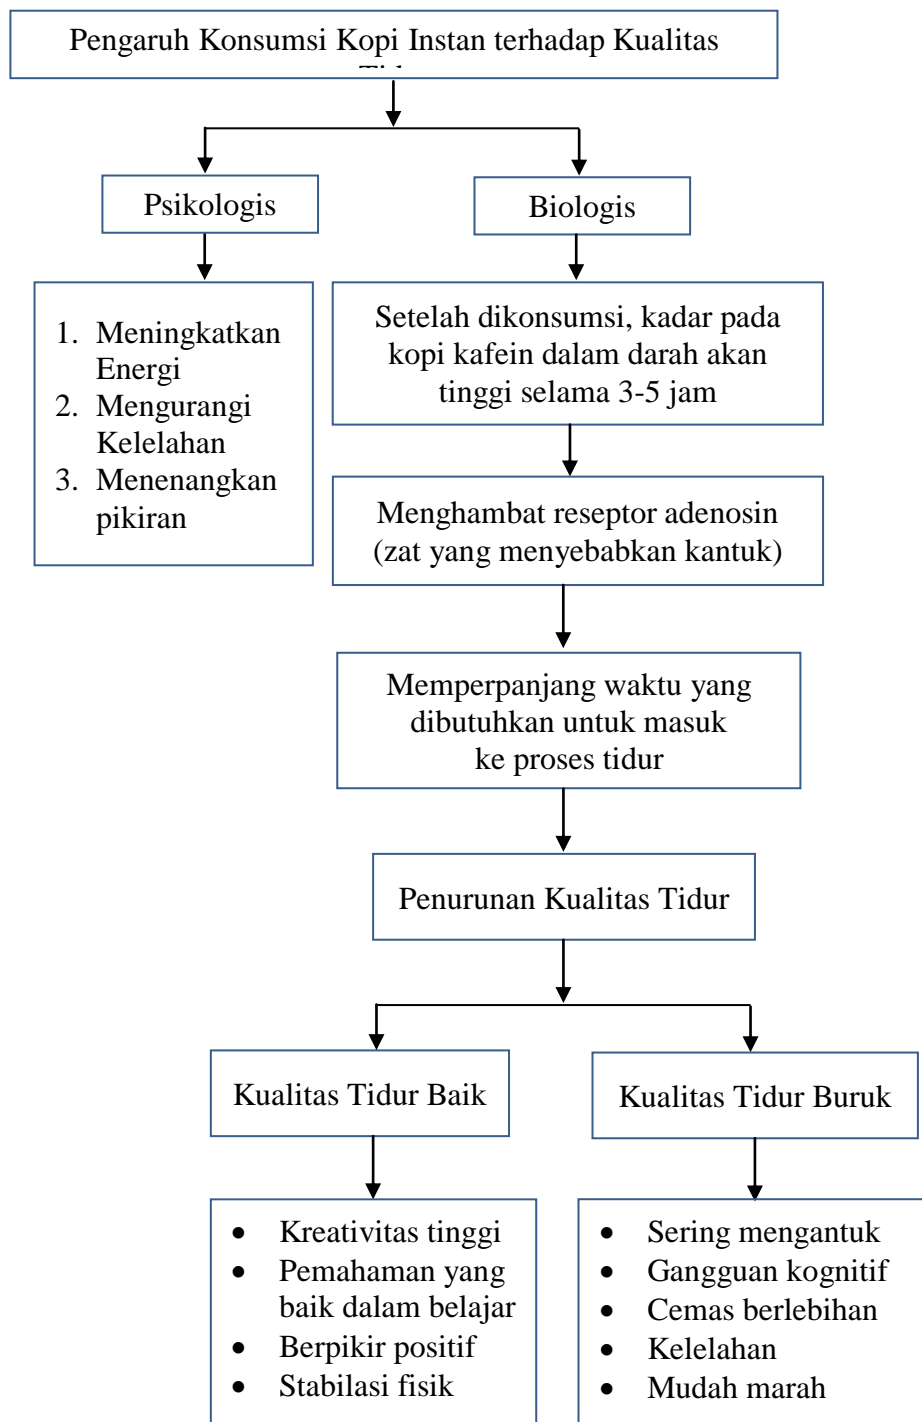 Pengaruh Konsumsi Kopi Instan terhadap Kualitas
Psikologis
Biologis
1. Meningkatkan
Energi
2. Mengurangi
Kelelahan
3. Menenangkan
pikiran
Setelah dikonsumsi, kadar pada
kopi kafein dalam darah akan
tinggi selama 3-5 jam
Menghambat reseptor adenosin
(zat yang menyebabkan kantuk)
Memperpanjang waktu yang
dibutuhkan untuk masuk
ke proses tidur
Penurunan Kualitas Tidur
Kualitas Tidur Baik
Kualitas Tidur Buruk
• Kreativitas tinggi
• Pemahaman yang
baik dalam belajar
• Berpikir positif
• Stabilasi fisik
• Sering mengantuk
• Gangguan kognitif
• Cemas berlebihan
• Kelelahan
• Mudah marah